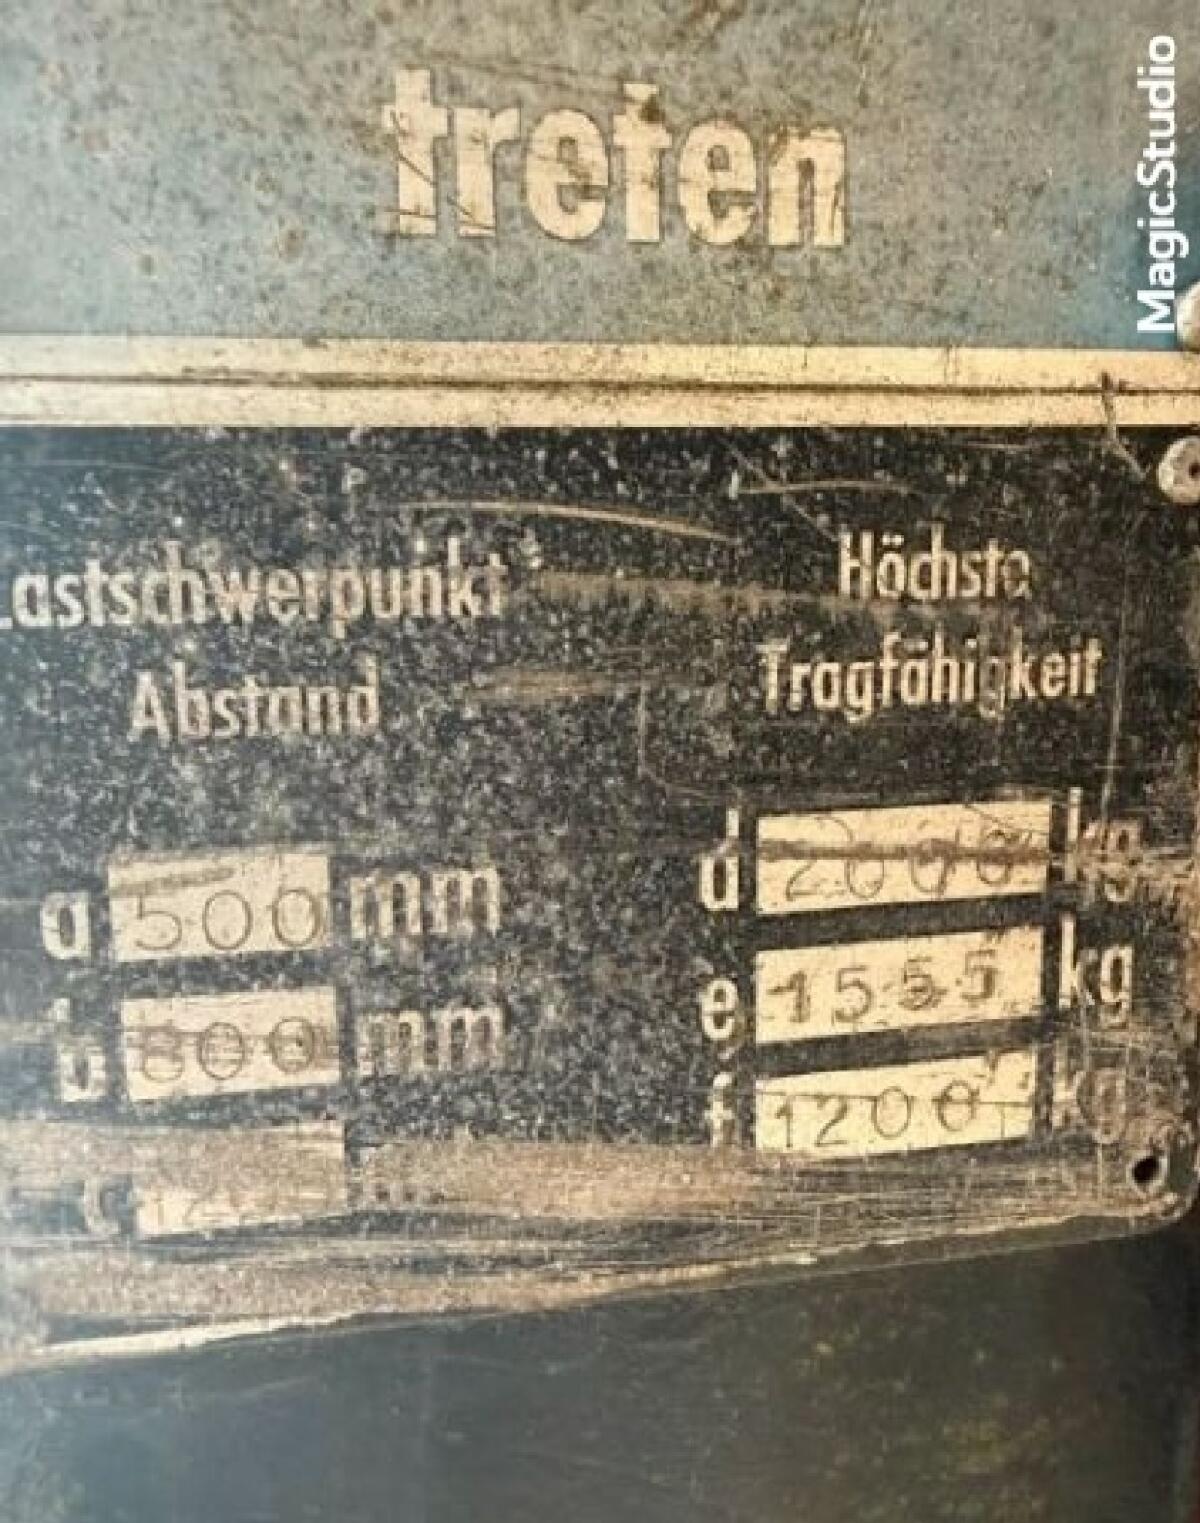 treten
MagicStudio
Lastschwerpunkt
Abstand
Höchste
Tragfähigkeit
a 500 mm
d 2000 kg
b 800 mm
e 1555 kg
f 1200 kg
c